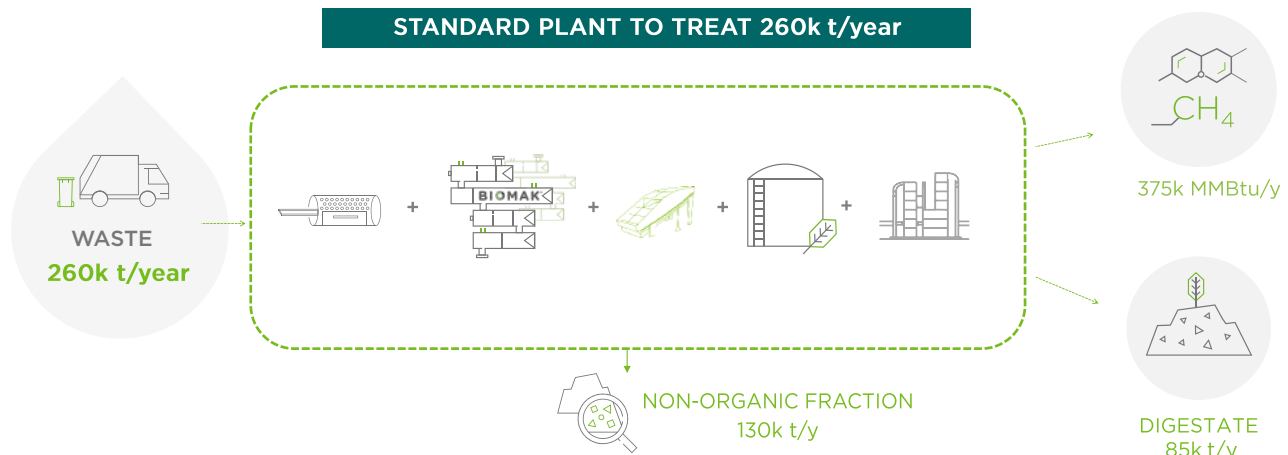 STANDARD PLANT TO TREAT 260k t/year
WASTE
260k t/year
BIOMAK
+
+
+
+
CH4
375k MMBtu/y
NON-ORGANIC FRACTION
130k t/y
DIGESTATE
85k t/y